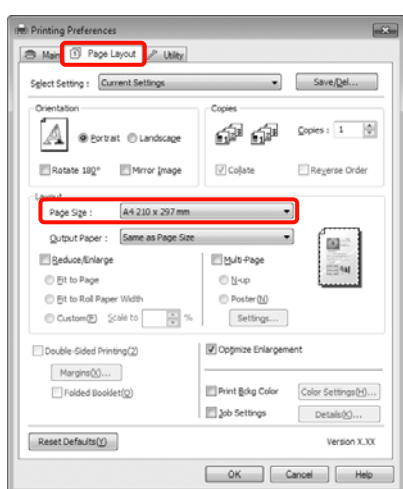 Printing Preferences
Main Page Layout Utility
Select Setting : Current Settings Save/Del...
Orientation Copies
Portrait Landscape Copies : 1
Rotate 180° Mirror Image Collate Reverse Order
Layout
Page Size : A4 210 x 297 mm
Output Paper : Same as Page Size
Reduce/Enlarge Multi-Page
Fit to Page N-up
Fit to Roll Paper Width Poster(W)
Custom(F) Scale to % Settings...
Double-Sided Printing(2) Optimize Enlargement
Margins(X)...
Folded Booklet(Q) Print Bckg Color Color Settings(H)...
Job Settings Details(K)...
Reset Defaults(Y) Version X.XX
OK Cancel Help